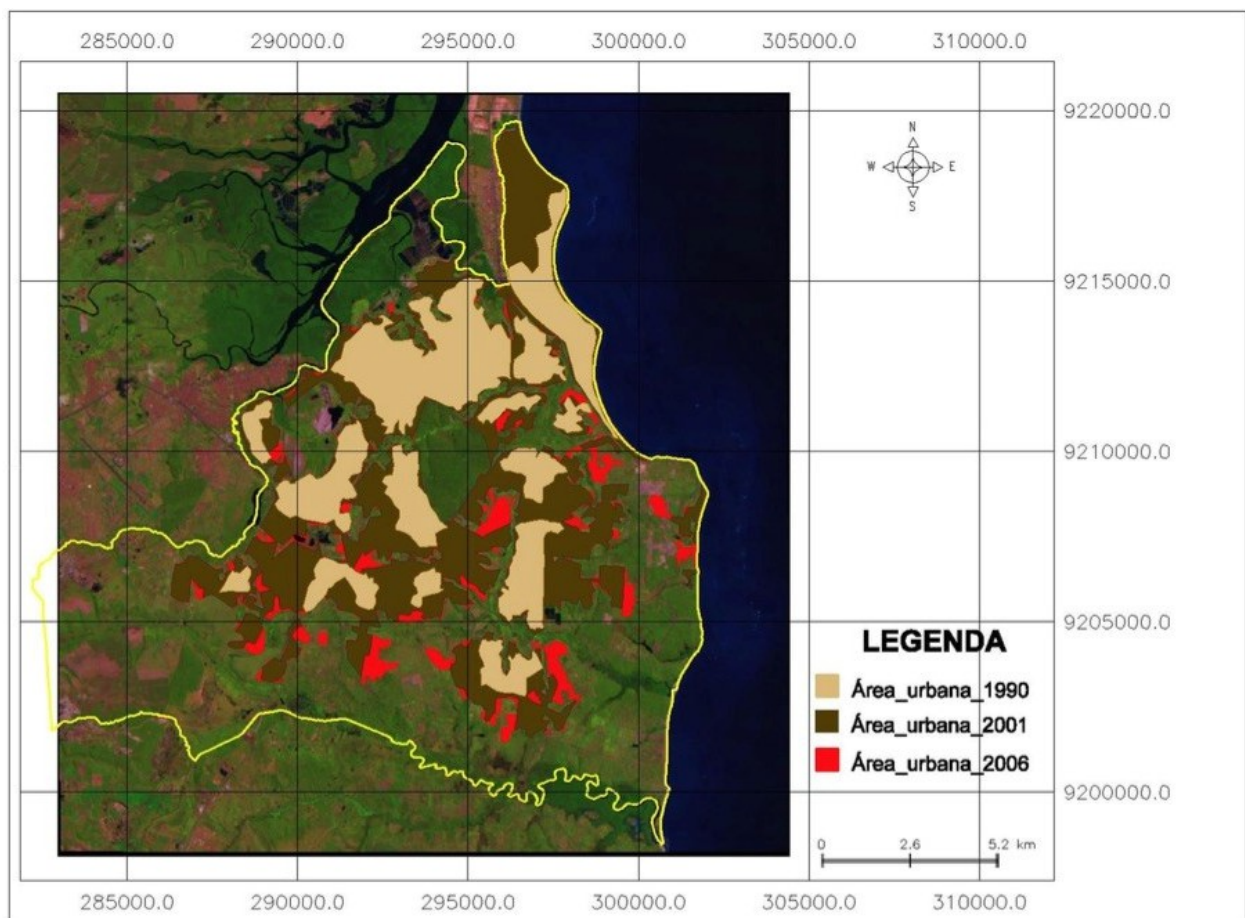 285000.0 290000.0 295000.0 300000.0 305000.0 310000.0
9220000.0
N
W E
S
9215000.0
9210000.0
9205000.0
LEGENDA
Área_urbana_1990
Área_urbana_2001
Área_urbana_2006
9200000.0
0 2.6 5.2 km
285000.0 290000.0 295000.0 300000.0 305000.0 310000.0